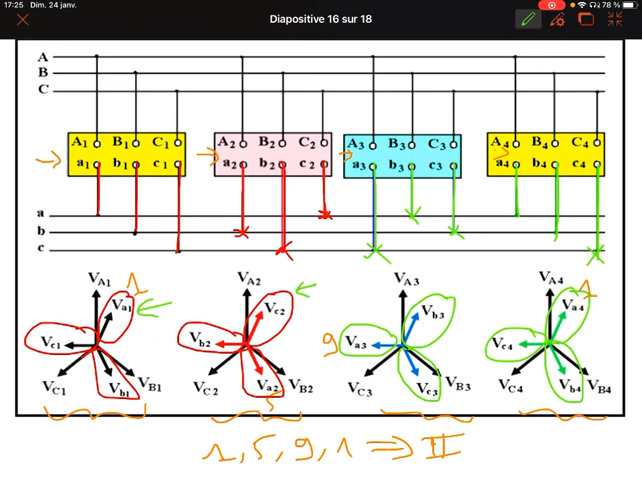 17:25 Dim. 24 janv.
78 %
Diapositive 16 sur 18
A
B
C
A1 B1 C1
a1 b1 c1
A2 B2 C2
a2 b2 c2
A3 B3 C3
a3 b3 c3
A4 B4 C4
a4 b4 c4
a
b
c
VA1 1
Va1
Vc1
VC1 Vb1 VB1
VA2
Vc2
Vb2
VC2 Va2 VB2
5
VA3
Vb3
9 Va3
VC3 Vc3 VB3
VA4 1
Va4
Vc4
VC4 Vb4 VB4
1, 5, 9, 1 ⇒ II